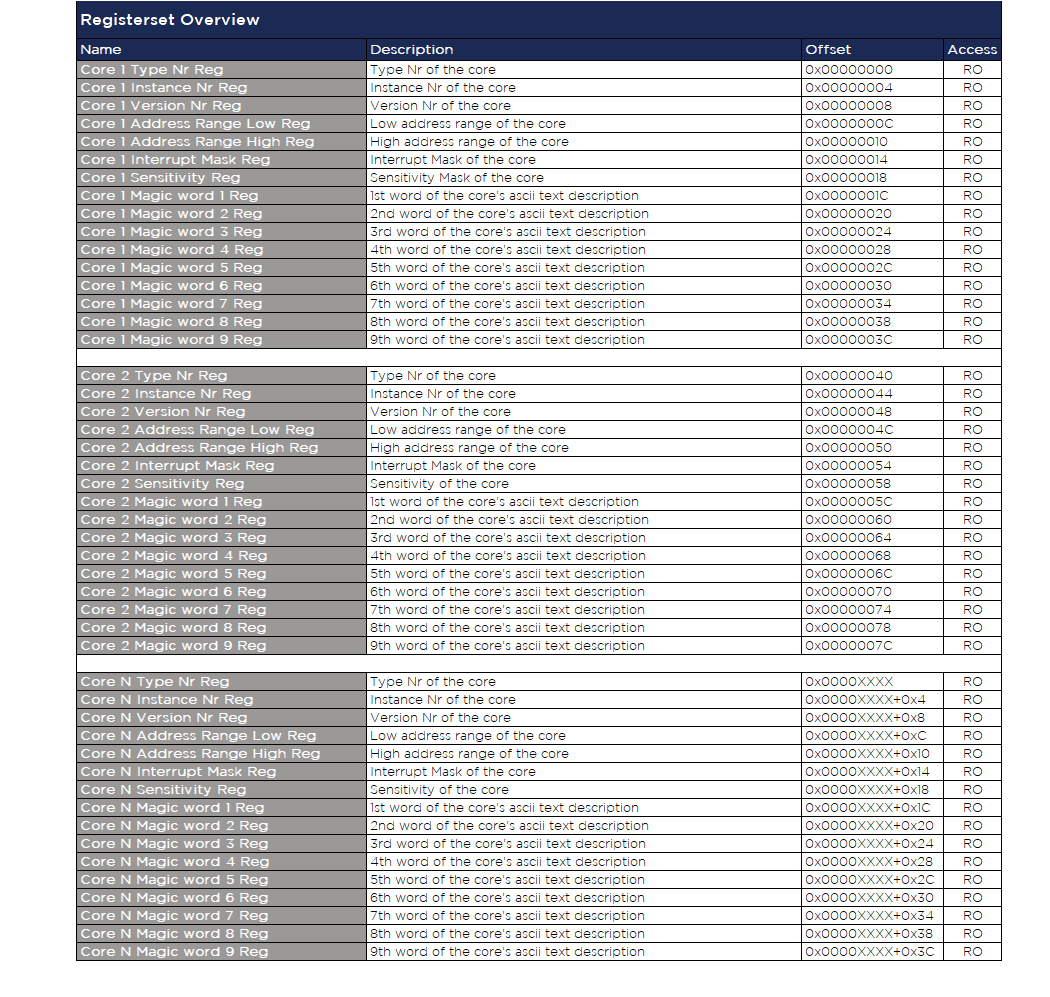 Registerset Overview
Name Description Offset Access
Core 1 Type Nr Reg Type Nr of the core 0x00000000 RO
Core 1 Instance Nr Reg Instance Nr of the core 0x00000004 RO
Core 1 Version Nr Reg Version Nr of the core 0x00000008 RO
Core 1 Address Range Low Reg Low address range of the core 0x0000000C RO
Core 1 Address Range High Reg High address range of the core 0x00000010 RO
Core 1 Interrupt Mask Reg Interrupt Mask of the core 0x00000014 RO
Core 1 Sensitivity Reg Sensitivity Mask of the core 0x00000018 RO
Core 1 Magic word 1 Reg 1st word of the core's ascii text description 0x0000001C RO
Core 1 Magic word 2 Reg 2nd word of the core's ascii text description 0x00000020 RO
Core 1 Magic word 3 Reg 3rd word of the core's ascii text description 0x00000024 RO
Core 1 Magic word 4 Reg 4th word of the core's ascii text description 0x00000028 RO
Core 1 Magic word 5 Reg 5th word of the core's ascii text description 0x0000002C RO
Core 1 Magic word 6 Reg 6th word of the core's ascii text description 0x00000030 RO
Core 1 Magic word 7 Reg 7th word of the core's ascii text description 0x00000034 RO
Core 1 Magic word 8 Reg 8th word of the core's ascii text description 0x00000038 RO
Core 1 Magic word 9 Reg 9th word of the core's ascii text description 0x0000003C RO
Core 2 Type Nr Reg Type Nr of the core 0x00000040 RO
Core 2 Instance Nr Reg Instance Nr of the core 0x00000044 RO
Core 2 Version Nr Reg Version Nr of the core 0x00000048 RO
Core 2 Address Range Low Reg Low address range of the core 0x0000004C RO
Core 2 Address Range High Reg High address range of the core 0x00000050 RO
Core 2 Interrupt Mask Reg Interrupt Mask of the core 0x00000054 RO
Core 2 Sensitivity Reg Sensitivity of the core 0x00000058 RO
Core 2 Magic word 1 Reg 1st word of the core's ascii text description 0x0000005C RO
Core 2 Magic word 2 Reg 2nd word of the core's ascii text description 0x00000060 RO
Core 2 Magic word 3 Reg 3rd word of the core's ascii text description 0x00000064 RO
Core 2 Magic word 4 Reg 4th word of the core's ascii text description 0x00000068 RO
Core 2 Magic word 5 Reg 5th word of the core's ascii text description 0x0000006C RO
Core 2 Magic word 6 Reg 6th word of the core's ascii text description 0x00000070 RO
Core 2 Magic word 7 Reg 7th word of the core's ascii text description 0x00000074 RO
Core 2 Magic word 8 Reg 8th word of the core's ascii text description 0x00000078 RO
Core 2 Magic word 9 Reg 9th word of the core's ascii text description 0x0000007C RO
Core N Type Nr Reg Type Nr of the core 0x0000XXXX RO
Core N Instance Nr Reg Instance Nr of the core 0x0000XXXX+0x4 RO
Core N Version Nr Reg Version Nr of the core 0x0000XXXX+0x8 RO
Core N Address Range Low Reg Low address range of the core 0x0000XXXX+0xC RO
Core N Address Range High Reg High address range of the core 0x0000XXXX+0x10 RO
Core N Interrupt Mask Reg Interrupt Mask of the core 0x0000XXXX+0x14 RO
Core N Sensitivity Reg Sensitivity of the core 0x0000XXXX+0x18 RO
Core N Magic word 1 Reg 1st word of the core's ascii text description 0x0000XXXX+0x1C RO
Core N Magic word 2 Reg 2nd word of the core's ascii text description 0x0000XXXX+0x20 RO
Core N Magic word 3 Reg 3rd word of the core's ascii text description 0x0000XXXX+0x24 RO
Core N Magic word 4 Reg 4th word of the core's ascii text description 0x0000XXXX+0x28 RO
Core N Magic word 5 Reg 5th word of the core's ascii text description 0x0000XXXX+0x2C RO
Core N Magic word 6 Reg 6th word of the core's ascii text description 0x0000XXXX+0x30 RO
Core N Magic word 7 Reg 7th word of the core's ascii text description 0x0000XXXX+0x34 RO
Core N Magic word 8 Reg 8th word of the core's ascii text description 0x0000XXXX+0x38 RO
Core N Magic word 9 Reg 9th word of the core's ascii text description 0x0000XXXX+0x3C RO